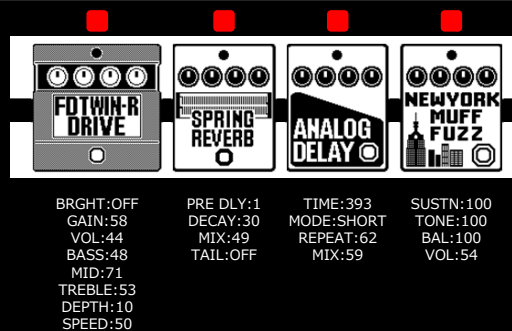 FDTWIN-R
DRIVE
SPRING
REVERB
ANALOG
DELAY
NEWYORK
MUFF
FUZZ
BRGHT:OFF
GAIN:58
VOL:44
BASS:48
MID:71
TREBLE:53
DEPTH:10
SPEED:50
PRE DLY:1
DECAY:30
MIX:49
TAIL:OFF
TIME:393
MODE:SHORT
REPEAT:62
MIX:59
SUSTN:100
TONE:100
BAL:100
VOL:54